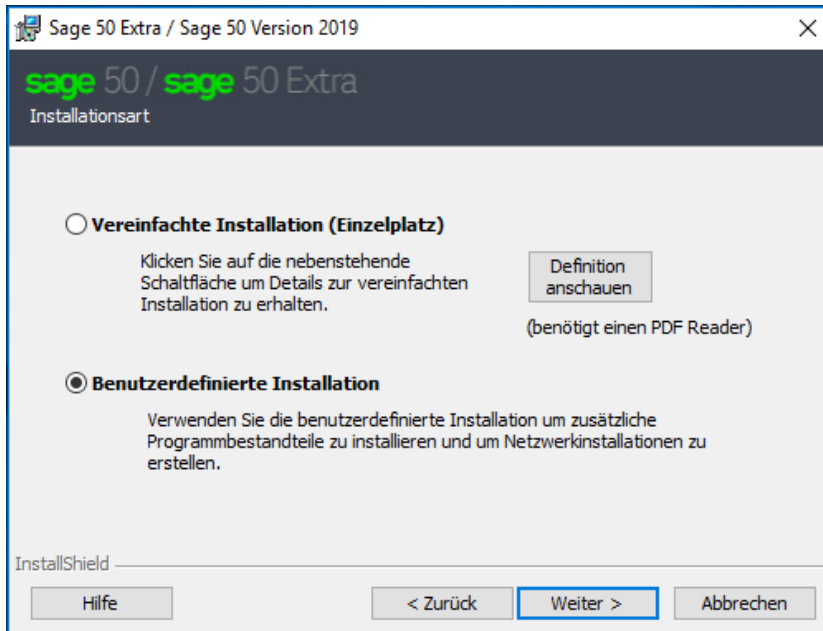 Sage 50 Extra / Sage 50 Version 2019
sage 50 / sage 50 Extra
Installationsart
Vereinfachte Installation (Einzelplatz)
Klicken Sie auf die nebenstehende
Schaltfläche um Details zur vereinfachten
Installation zu erhalten.
Definition
anschauen
(benötigt einen PDF Reader)
Benutzerdefinierte Installation
Verwenden Sie die benutzerdefinierte Installation um zusätzliche
Programmbestandteile zu installieren und um Netzwerkinstallationen zu
erstellen.
InstallShield
Hilfe
< Zurück
Weiter >
Abbrechen